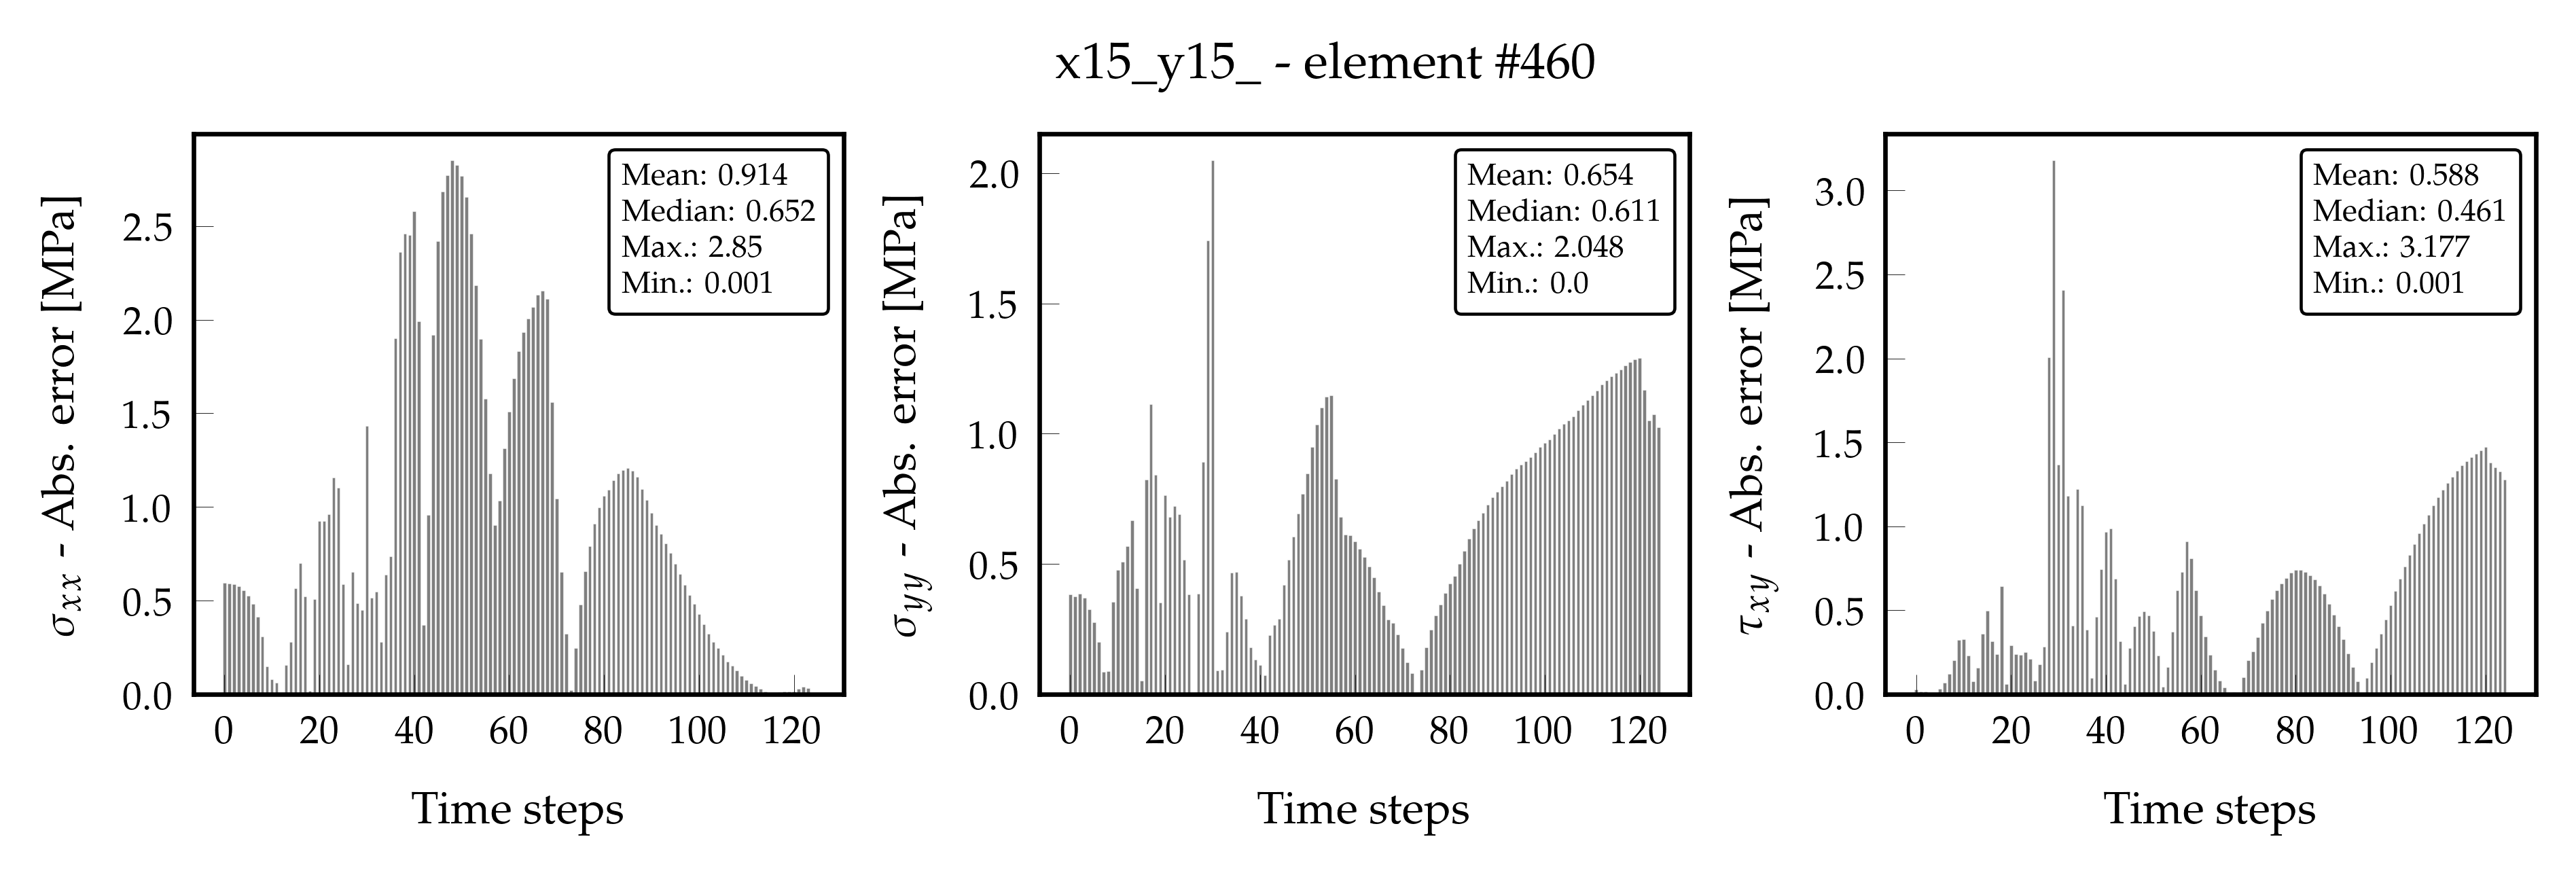 x15_y15_ - element #460
σxx - Abs. error [MPa]
2.5
2.0
1.5
1.0
0.5
0.0
0 20 40 60 80 100 120
Time steps
Mean: 0.914
Median: 0.652
Max.: 2.85
Min.: 0.001
σyy - Abs. error [MPa]
2.0
1.5
1.0
0.5
0.0
0 20 40 60 80 100 120
Time steps
Mean: 0.654
Median: 0.611
Max.: 2.048
Min.: 0.0
τxy - Abs. error [MPa]
3.0
2.5
2.0
1.5
1.0
0.5
0.0
0 20 40 60 80 100 120
Time steps
Mean: 0.588
Median: 0.461
Max.: 3.177
Min.: 0.001